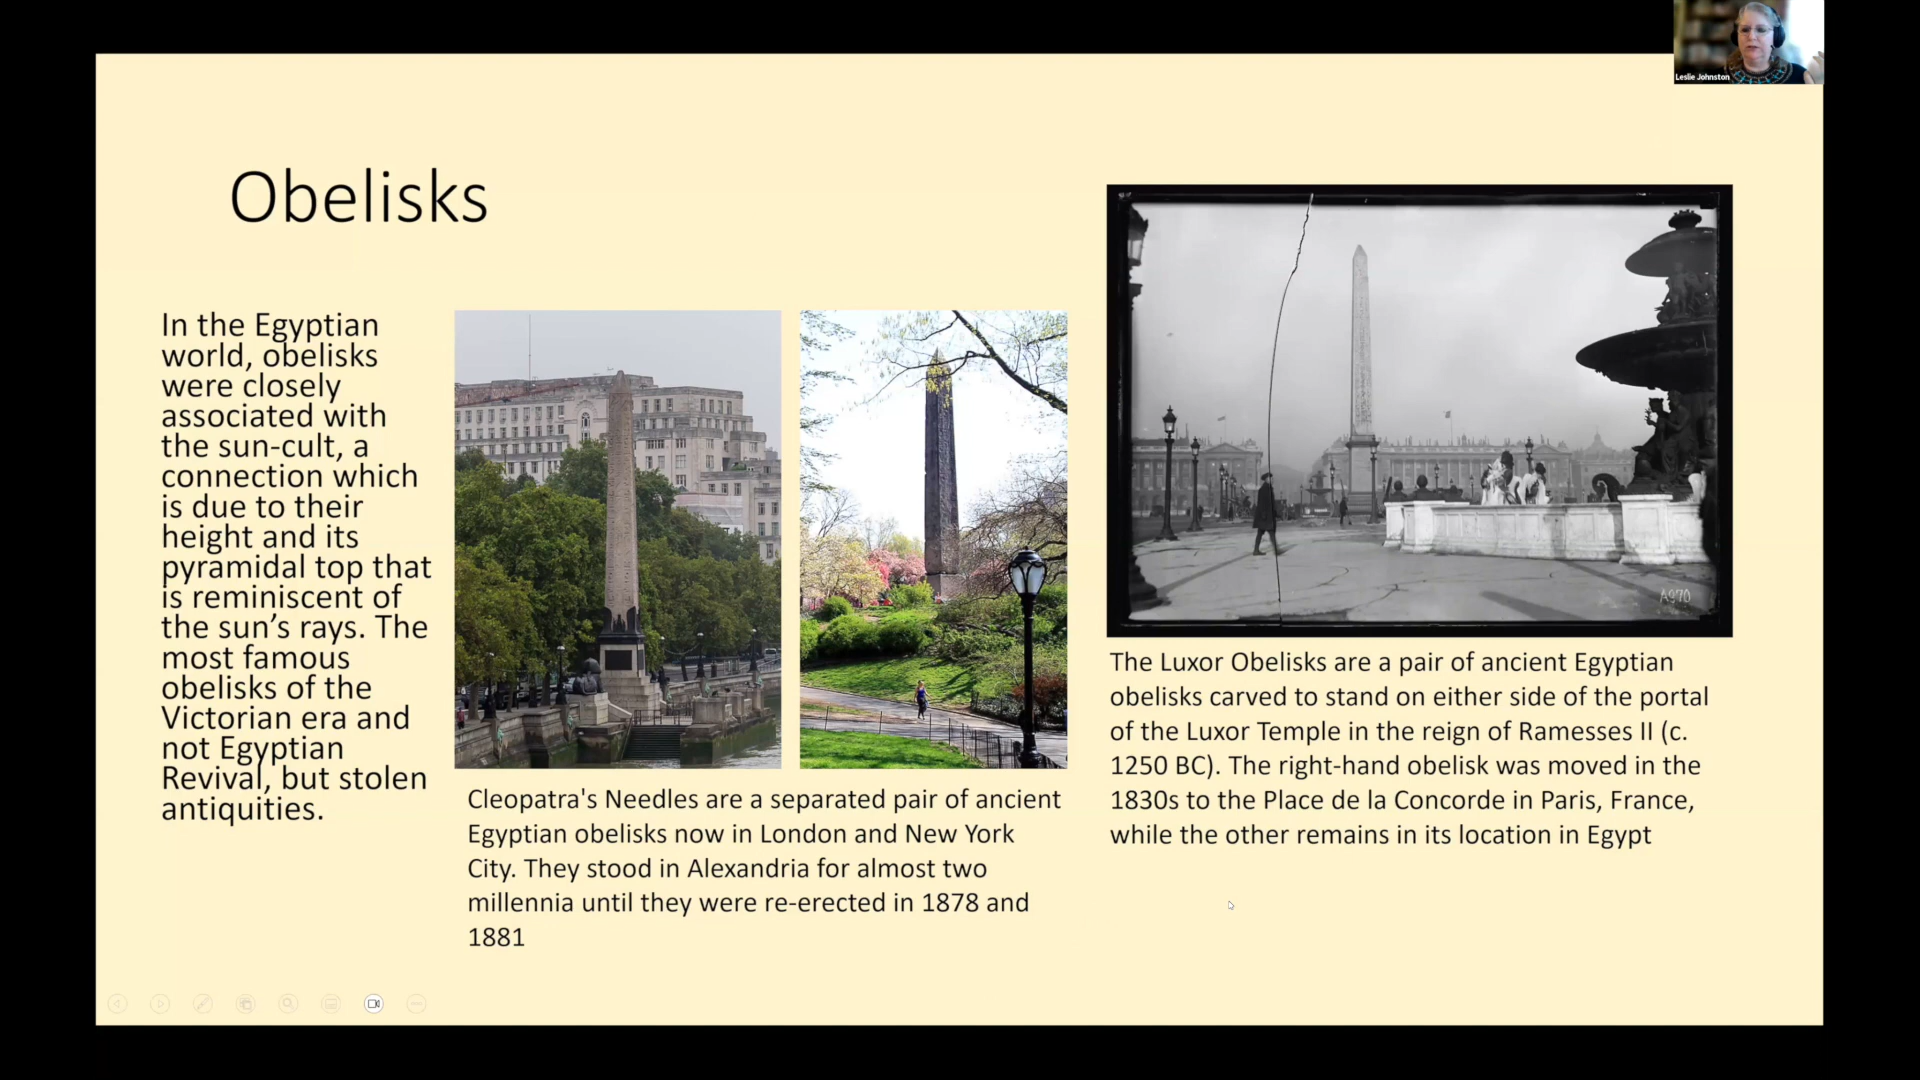 Leslie Johnston
Obelisks
In the Egyptian
world, obelisks
were closely
associated with
the sun-cult, a
connection which
is due to their
height and its
pyramidal top that
is reminiscent of
the sun’s rays. The
most famous
obelisks of the
Victorian era and
not Egyptian
Revival, but stolen
antiquities.
Cleopatra's Needles are a separated pair of ancient
Egyptian obelisks now in London and New York
City. They stood in Alexandria for almost two
millennia until they were re-erected in 1878 and
1881
A970
The Luxor Obelisks are a pair of ancient Egyptian
obelisks carved to stand on either side of the portal
of the Luxor Temple in the reign of Ramesses II (c.
1250 BC). The right-hand obelisk was moved in the
1830s to the Place de la Concorde in Paris, France,
while the other remains in its location in Egypt